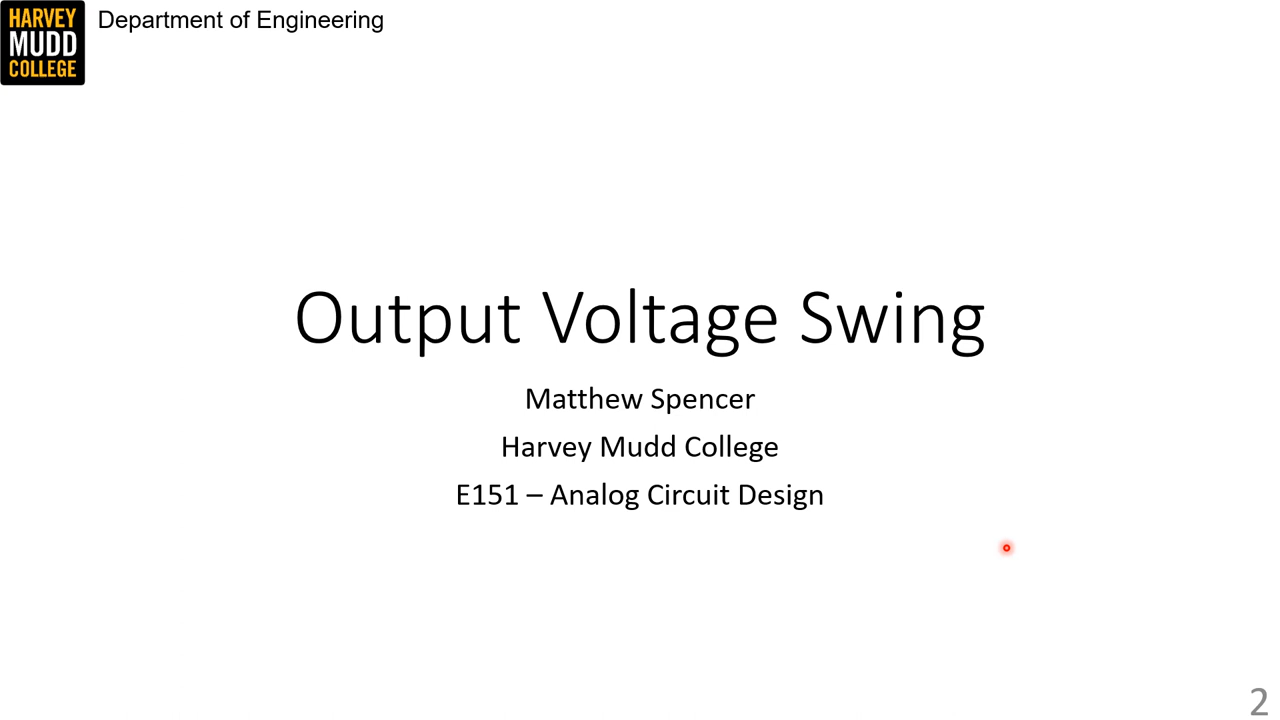 HARVEY
MUDD
COLLEGE
Department of Engineering
Output Voltage Swing
Matthew Spencer
Harvey Mudd College
E151 – Analog Circuit Design
2